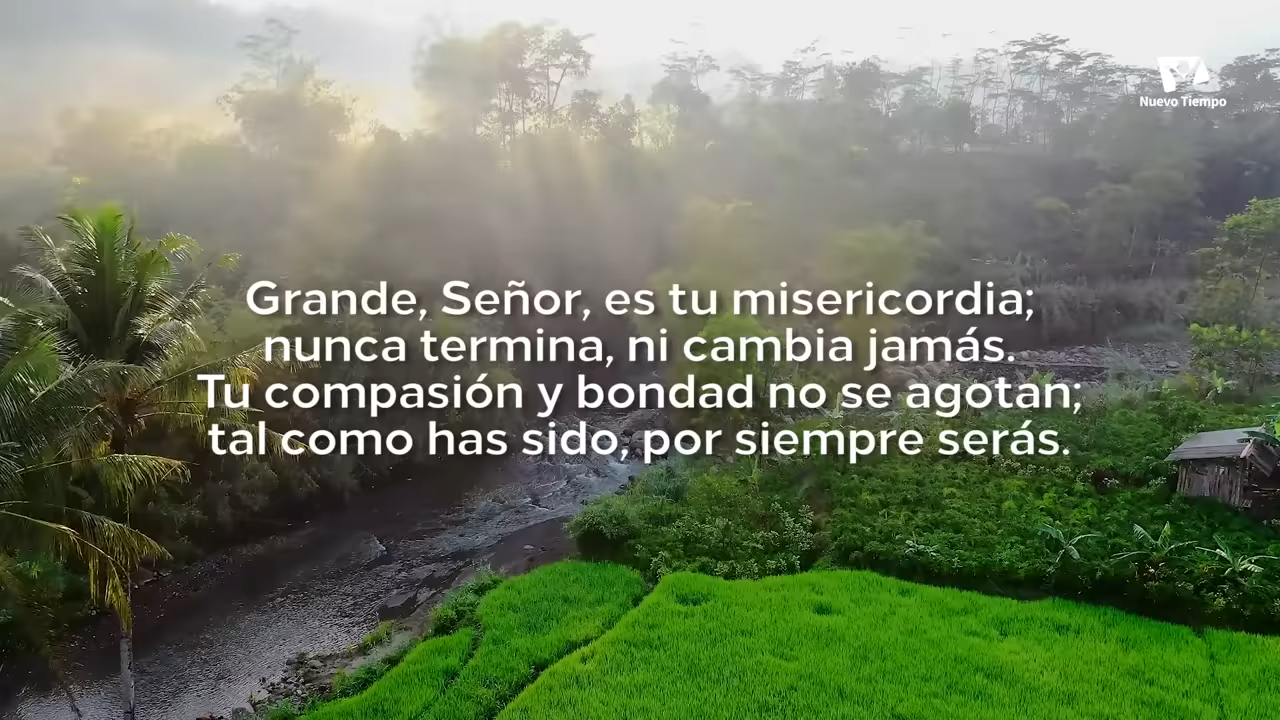 Nuevo Tiempo
Grande, Señor, es tu misericordia;
nunca termina, ni cambia jamás.
Tu compasión y bondad no se agotan;
tal como has sido, por siempre serás.